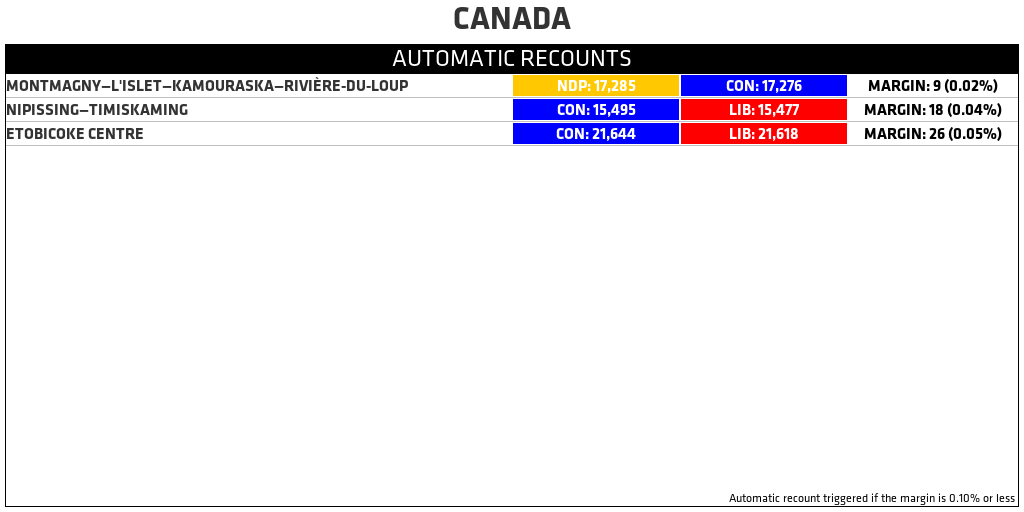 CANADA
AUTOMATIC RECOUNTS
MONTMAGNY–L'ISLET–KAMOURASKA–RIVIÈRE-DU-LOUP NDP: 17,285 CON: 17,276 MARGIN: 9 (0.02%)
NIPISSING–TIMISKAMING CON: 15,495 LIB: 15,477 MARGIN: 18 (0.04%)
ETOBICOKE CENTRE CON: 21,644 LIB: 21,618 MARGIN: 26 (0.05%)
Automatic recount triggered if the margin is 0.10% or less